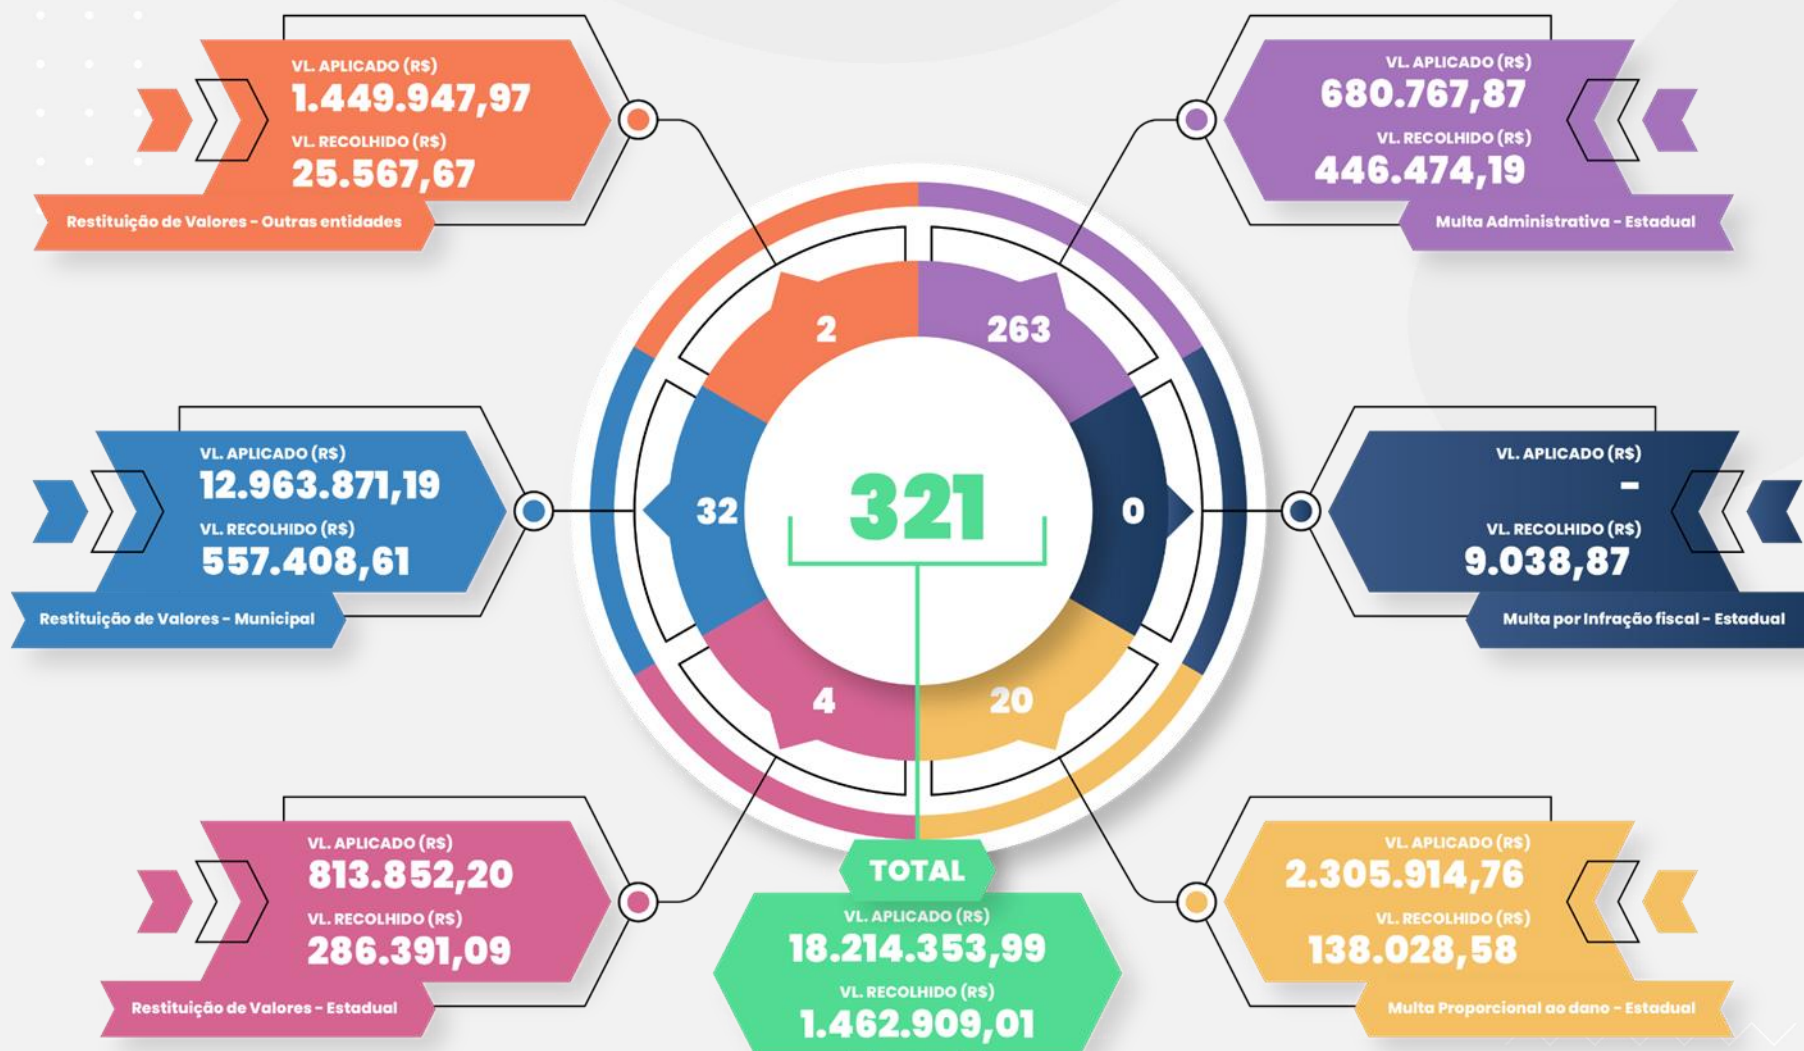 VL. APLICADO (R$)
1.449.947,97
VL. RECOLHIDO (R$)
25.567,67
Restituição de Valores - Outras entidades
VL. APLICADO (R$)
680.767,87
VL. RECOLHIDO (R$)
446.474,19
Multa Administrativa - Estadual
2
263
VL. APLICADO (R$)
12.963.871,19
VL. RECOLHIDO (R$)
557.408,61
Restituição de Valores - Municipal
32
321
0
VL. APLICADO (R$)
-
VL. RECOLHIDO (R$)
9.038,87
Multa por Infração fiscal - Estadual
4
20
VL. APLICADO (R$)
813.852,20
VL. RECOLHIDO (R$)
286.391,09
Restituição de Valores - Estadual
TOTAL
VL. APLICADO (R$)
18.214.353,99
VL. RECOLHIDO (R$)
1.462.909,01
VL. APLICADO (R$)
2.305.914,76
VL. RECOLHIDO (R$)
138.028,58
Multa Proporcional ao dano - Estadual